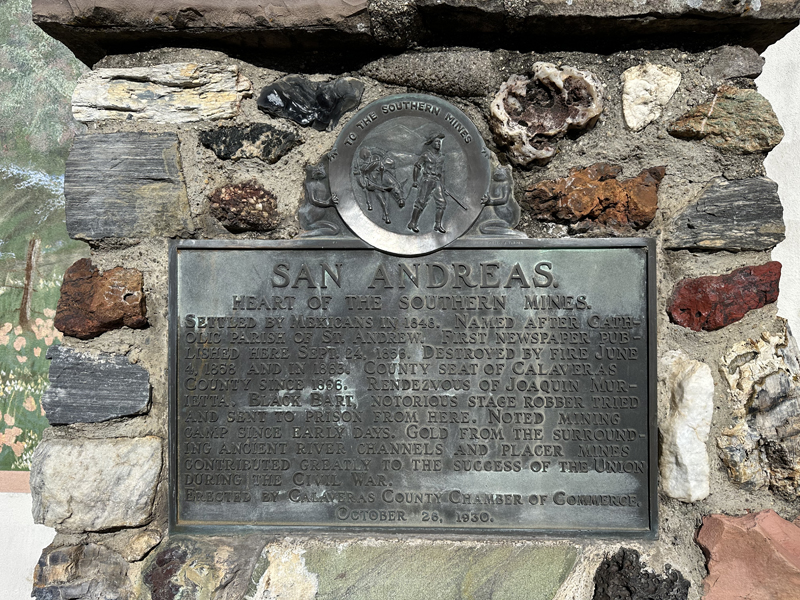 TO THE SOUTHERN MINES
SAN ANDREAS.
HEART OF THE SOUTHERN MINES.
SETTLED BY MEXICANS IN 1848. NAMED AFTER CATH-
OLIC PARISH OF ST. ANDREW. FIRST NEWSPAPER PUB-
LISHED HERE SEPT. 24, 1856. DESTROYED BY FIRE JUNE
4, 1858 AND IN 1863. COUNTY SEAT OF CALAVERAS
COUNTY SINCE 1866. RENDEZVOUS OF JOAQUIN MUR-
IETTA. BLACK BART, NOTORIOUS STAGE ROBBER TRIED
AND SENT TO PRISON FROM HERE. NOTED MINING
CAMP SINCE EARLY DAYS. GOLD FROM THE SURROUND-
ING ANCIENT RIVER CHANNELS AND PLACER MINES
CONTRIBUTED GREATLY TO THE SUCCESS OF THE UNION
DURING THE CIVIL WAR.
ERECTED BY CALAVERAS COUNTY CHAMBER OF COMMERCE,
OCTOBER 26, 1930.